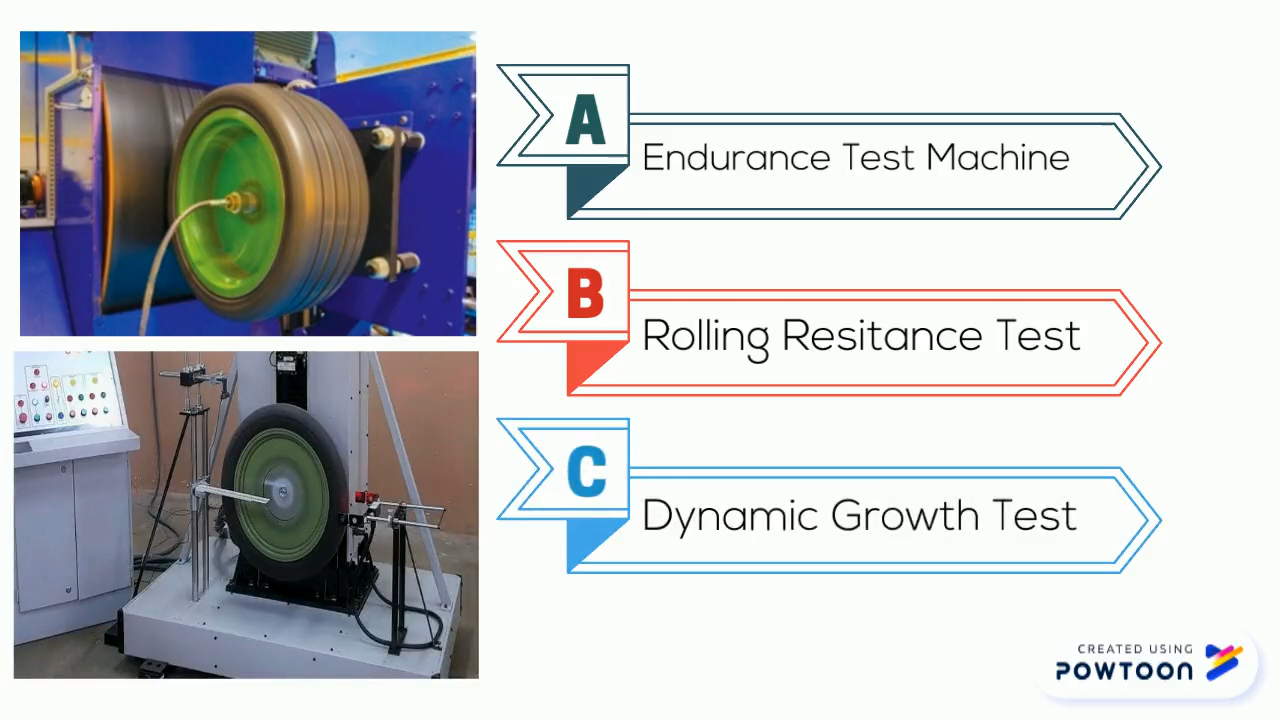 A
Endurance Test Machine
B
Rolling Resitance Test
C
Dynamic Growth Test
CREATED USING
POWTOON